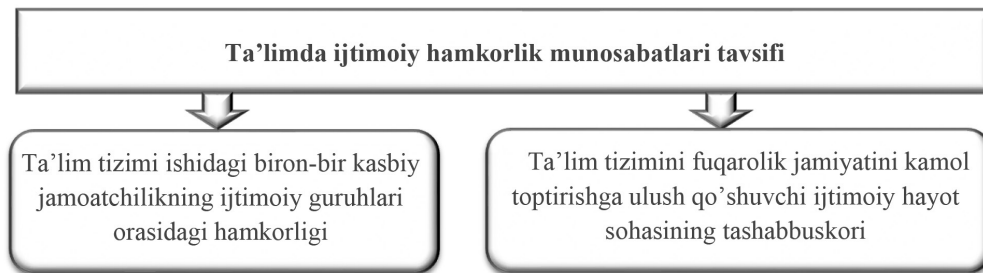 Ta’limda ijtimoiy hamkorlik munosabatlari tavsifi
Ta’lim tizimi ishidagi biron-bir kasbiy
jamoatchilikning ijtimoiy guruhlari
orasidagi hamkorligi
Ta’lim tizimini fuqarolik jamiyatini kamol
toptirishga ulush qo’shuvchi ijtimoiy hayot
sohasining tashabbuskori